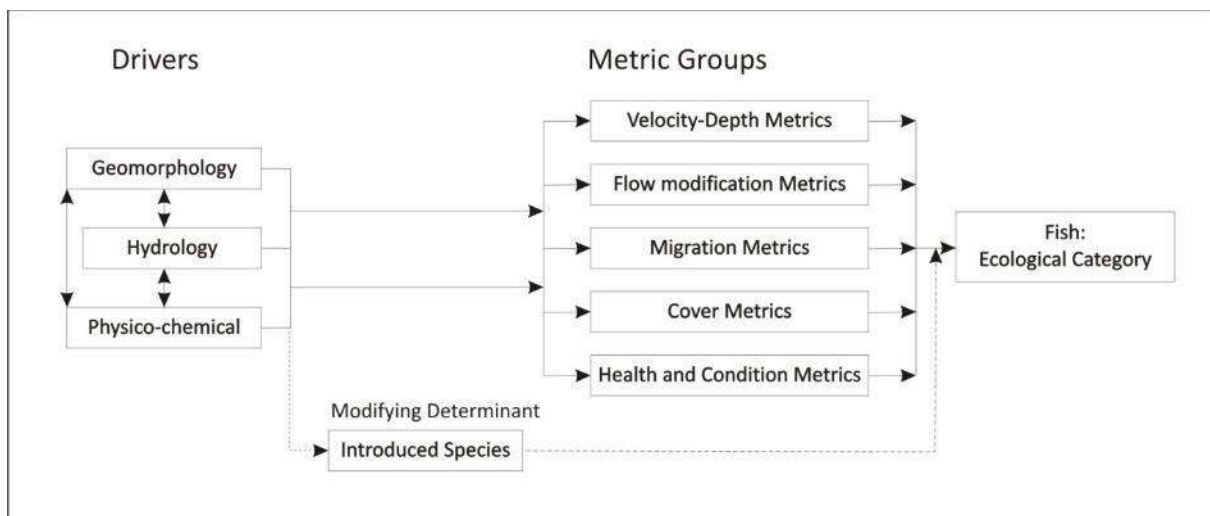 Drivers
Metric Groups
Geomorphology
Hydrology
Physico-chemical
Velocity-Depth Metrics
Flow modification Metrics
Migration Metrics
Cover Metrics
Health and Condition Metrics
Modifying Determinant
Introduced Species
Fish:
Ecological Category